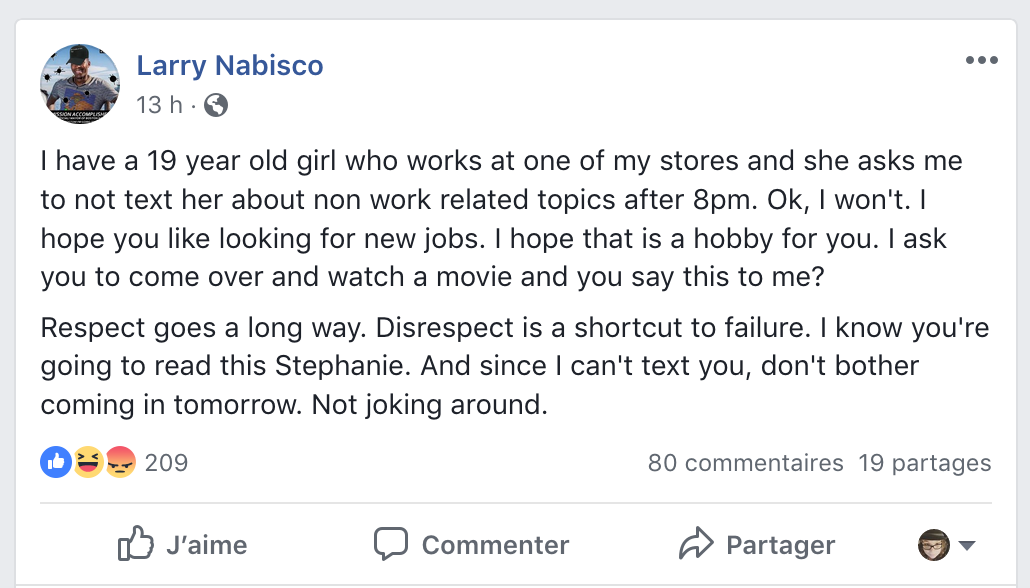 Larry Nabisco
13 h ·
I have a 19 year old girl who works at one of my stores and she asks me
to not text her about non work related topics after 8pm. Ok, I won't. I
hope you like looking for new jobs. I hope that is a hobby for you. I ask
you to come over and watch a movie and you say this to me?
Respect goes a long way. Disrespect is a shortcut to failure. I know you're
going to read this Stephanie. And since I can't text you, don't bother
coming in tomorrow. Not joking around.
209 80 commentaires 19 partages
J'aime Commenter Partager